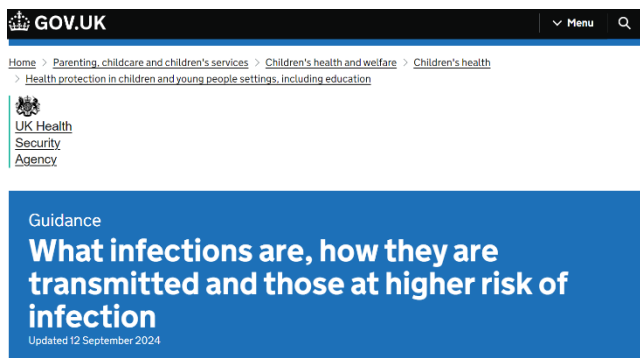 GOV.UK Menu
Home > Parenting, childcare and children's services > Children's health and welfare > Children's health
> Health protection in children and young people settings, including education
UK Health
Security
Agency
Guidance
What infections are, how they are
transmitted and those at higher risk of
infection
Updated 12 September 2024